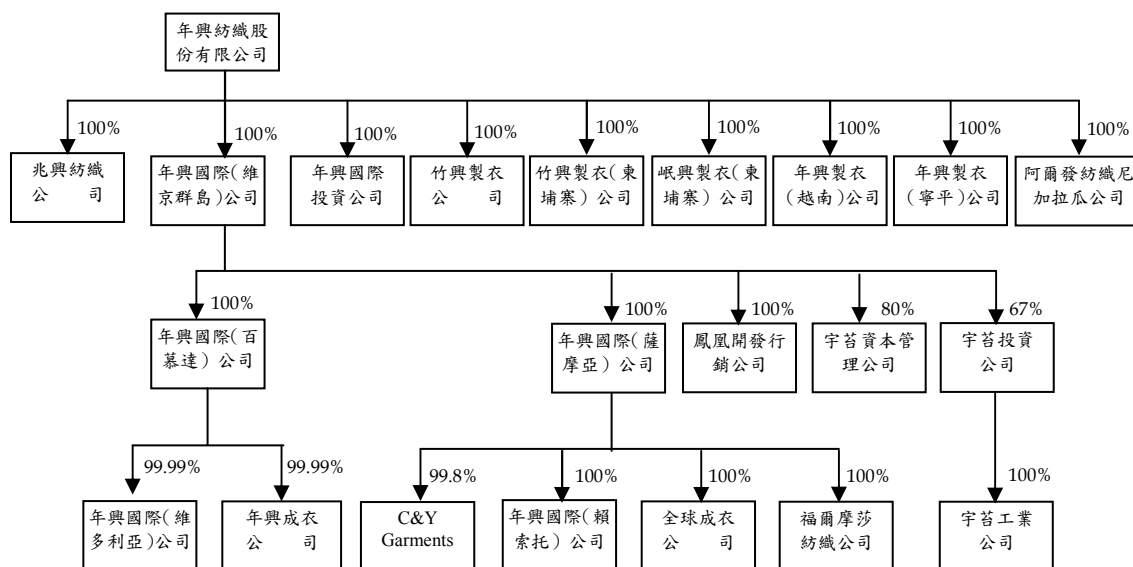 年興紡織股
份有限公司
100%
100%
100%
100%
100%
100%
100%
100%
100%
兆興紡織
公 司
年興國際(維
京群島)公司
年興國際
投資公司
竹興製衣
公 司
竹興製衣(柬
埔寨)公司
岷興製衣(柬
埔寨)公司
年興製衣
(越南)公司
年興製衣
(寧平)公司
阿爾發紡織尼
加拉瓜公司
100%
100%
100%
80%
67%
年興國際(百
慕達)公司
年興國際(薩
摩亞)公司
鳳凰開發行
銷公司
宇苔資本管
理公司
宇苔投資
公司
99.99%
99.99%
99.8%
100%
100%
100%
100%
年興國際(維
多利亞)公司
年興成衣
公 司
C&Y
Garments
年興國際(賴
索托)公司
全球成衣
公 司
福爾摩莎
紡織公司
宇苔工業
公司